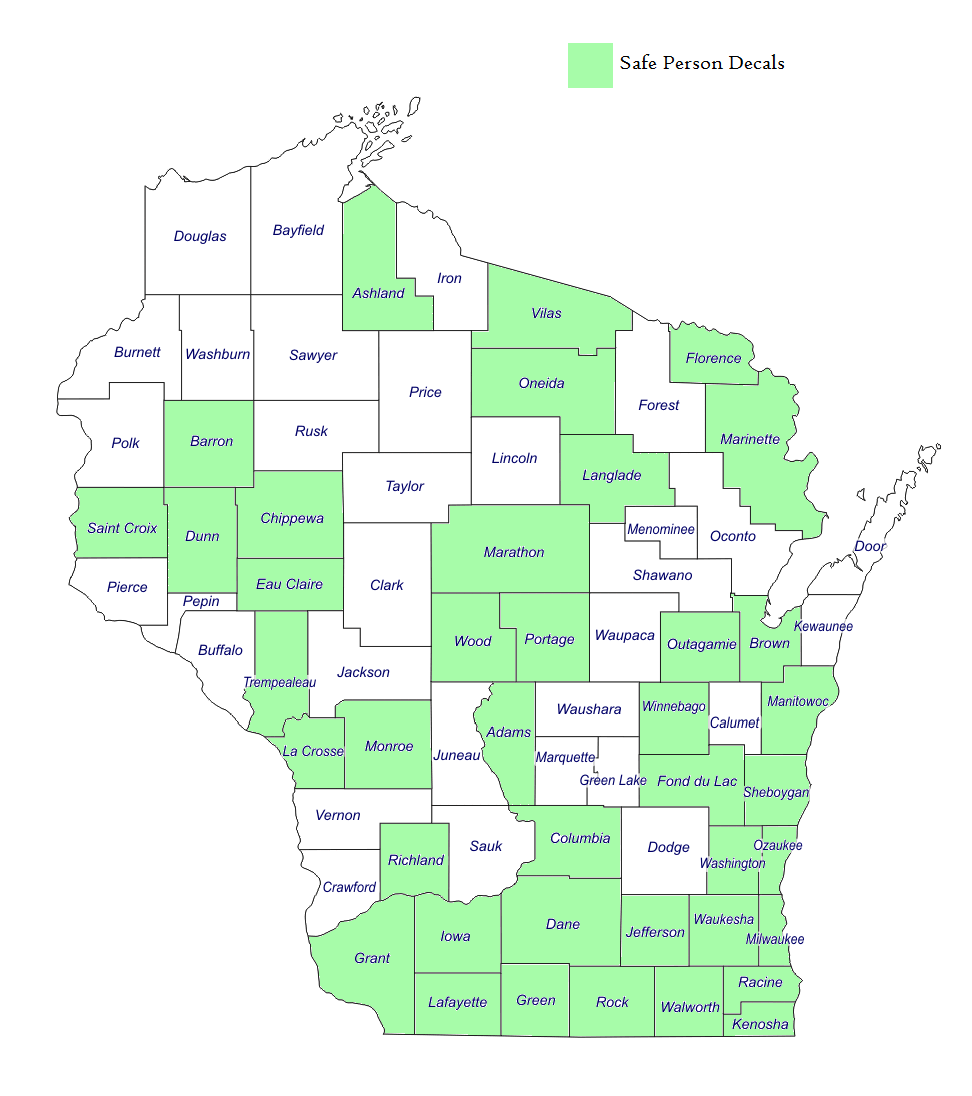 Safe Person Decals
Douglas
Bayfield
Iron
Ashland
Vilas
Burnett
Washburn
Sawyer
Florence
Price
Oneida
Forest
Polk
Barron
Rusk
Marinette
Lincoln
Langlade
Taylor
Saint Croix
Dunn
Chippewa
Menominee
Oconto
Door
Marathon
Shawano
Pierce
Eau Claire
Clark
Pepin
Kewaunee
Buffalo
Wood
Portage
Waupaca
Outagamie
Brown
Trempealeau
Jackson
Manitowoc
Waushara
Winnebago
Calumet
Adams
La Crosse
Monroe
Juneau
Marquette
Green Lake
Fond du Lac
Sheboygan
Vernon
Richland
Sauk
Columbia
Dodge
Ozaukee
Washington
Crawford
Iowa
Dane
Jefferson
Waukesha
Milwaukee
Grant
Racine
Lafayette
Green
Rock
Walworth
Kenosha